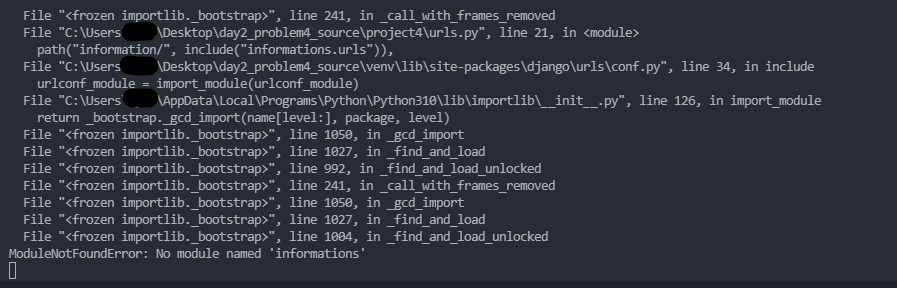 File "<frozen importlib._bootstrap>", line 241, in _call_with_frames_removed
File "C:\Users\Desktop\day2_problem4_source\project4\urls.py", line 21, in <module>
path("information/", include("informations.urls")),
File "C:\Users\Desktop\day2_problem4_source\venv\lib\site-packages\django\urls\conf.py", line 34, in include
urlconf_module = import_module(urlconf_module)
File "C:\Users\AppData\Local\Programs\Python\Python310\lib\importlib\__init__.py", line 126, in import_module
return _bootstrap._gcd_import(name[level:], package, level)
File "<frozen importlib._bootstrap>", line 1050, in _gcd_import
File "<frozen importlib._bootstrap>", line 1027, in _find_and_load
File "<frozen importlib._bootstrap>", line 992, in _find_and_load_unlocked
File "<frozen importlib._bootstrap>", line 241, in _call_with_frames_removed
File "<frozen importlib._bootstrap>", line 1050, in _gcd_import
File "<frozen importlib._bootstrap>", line 1027, in _find_and_load
File "<frozen importlib._bootstrap>", line 1004, in _find_and_load_unlocked
ModuleNotFoundError: No module named 'informations'